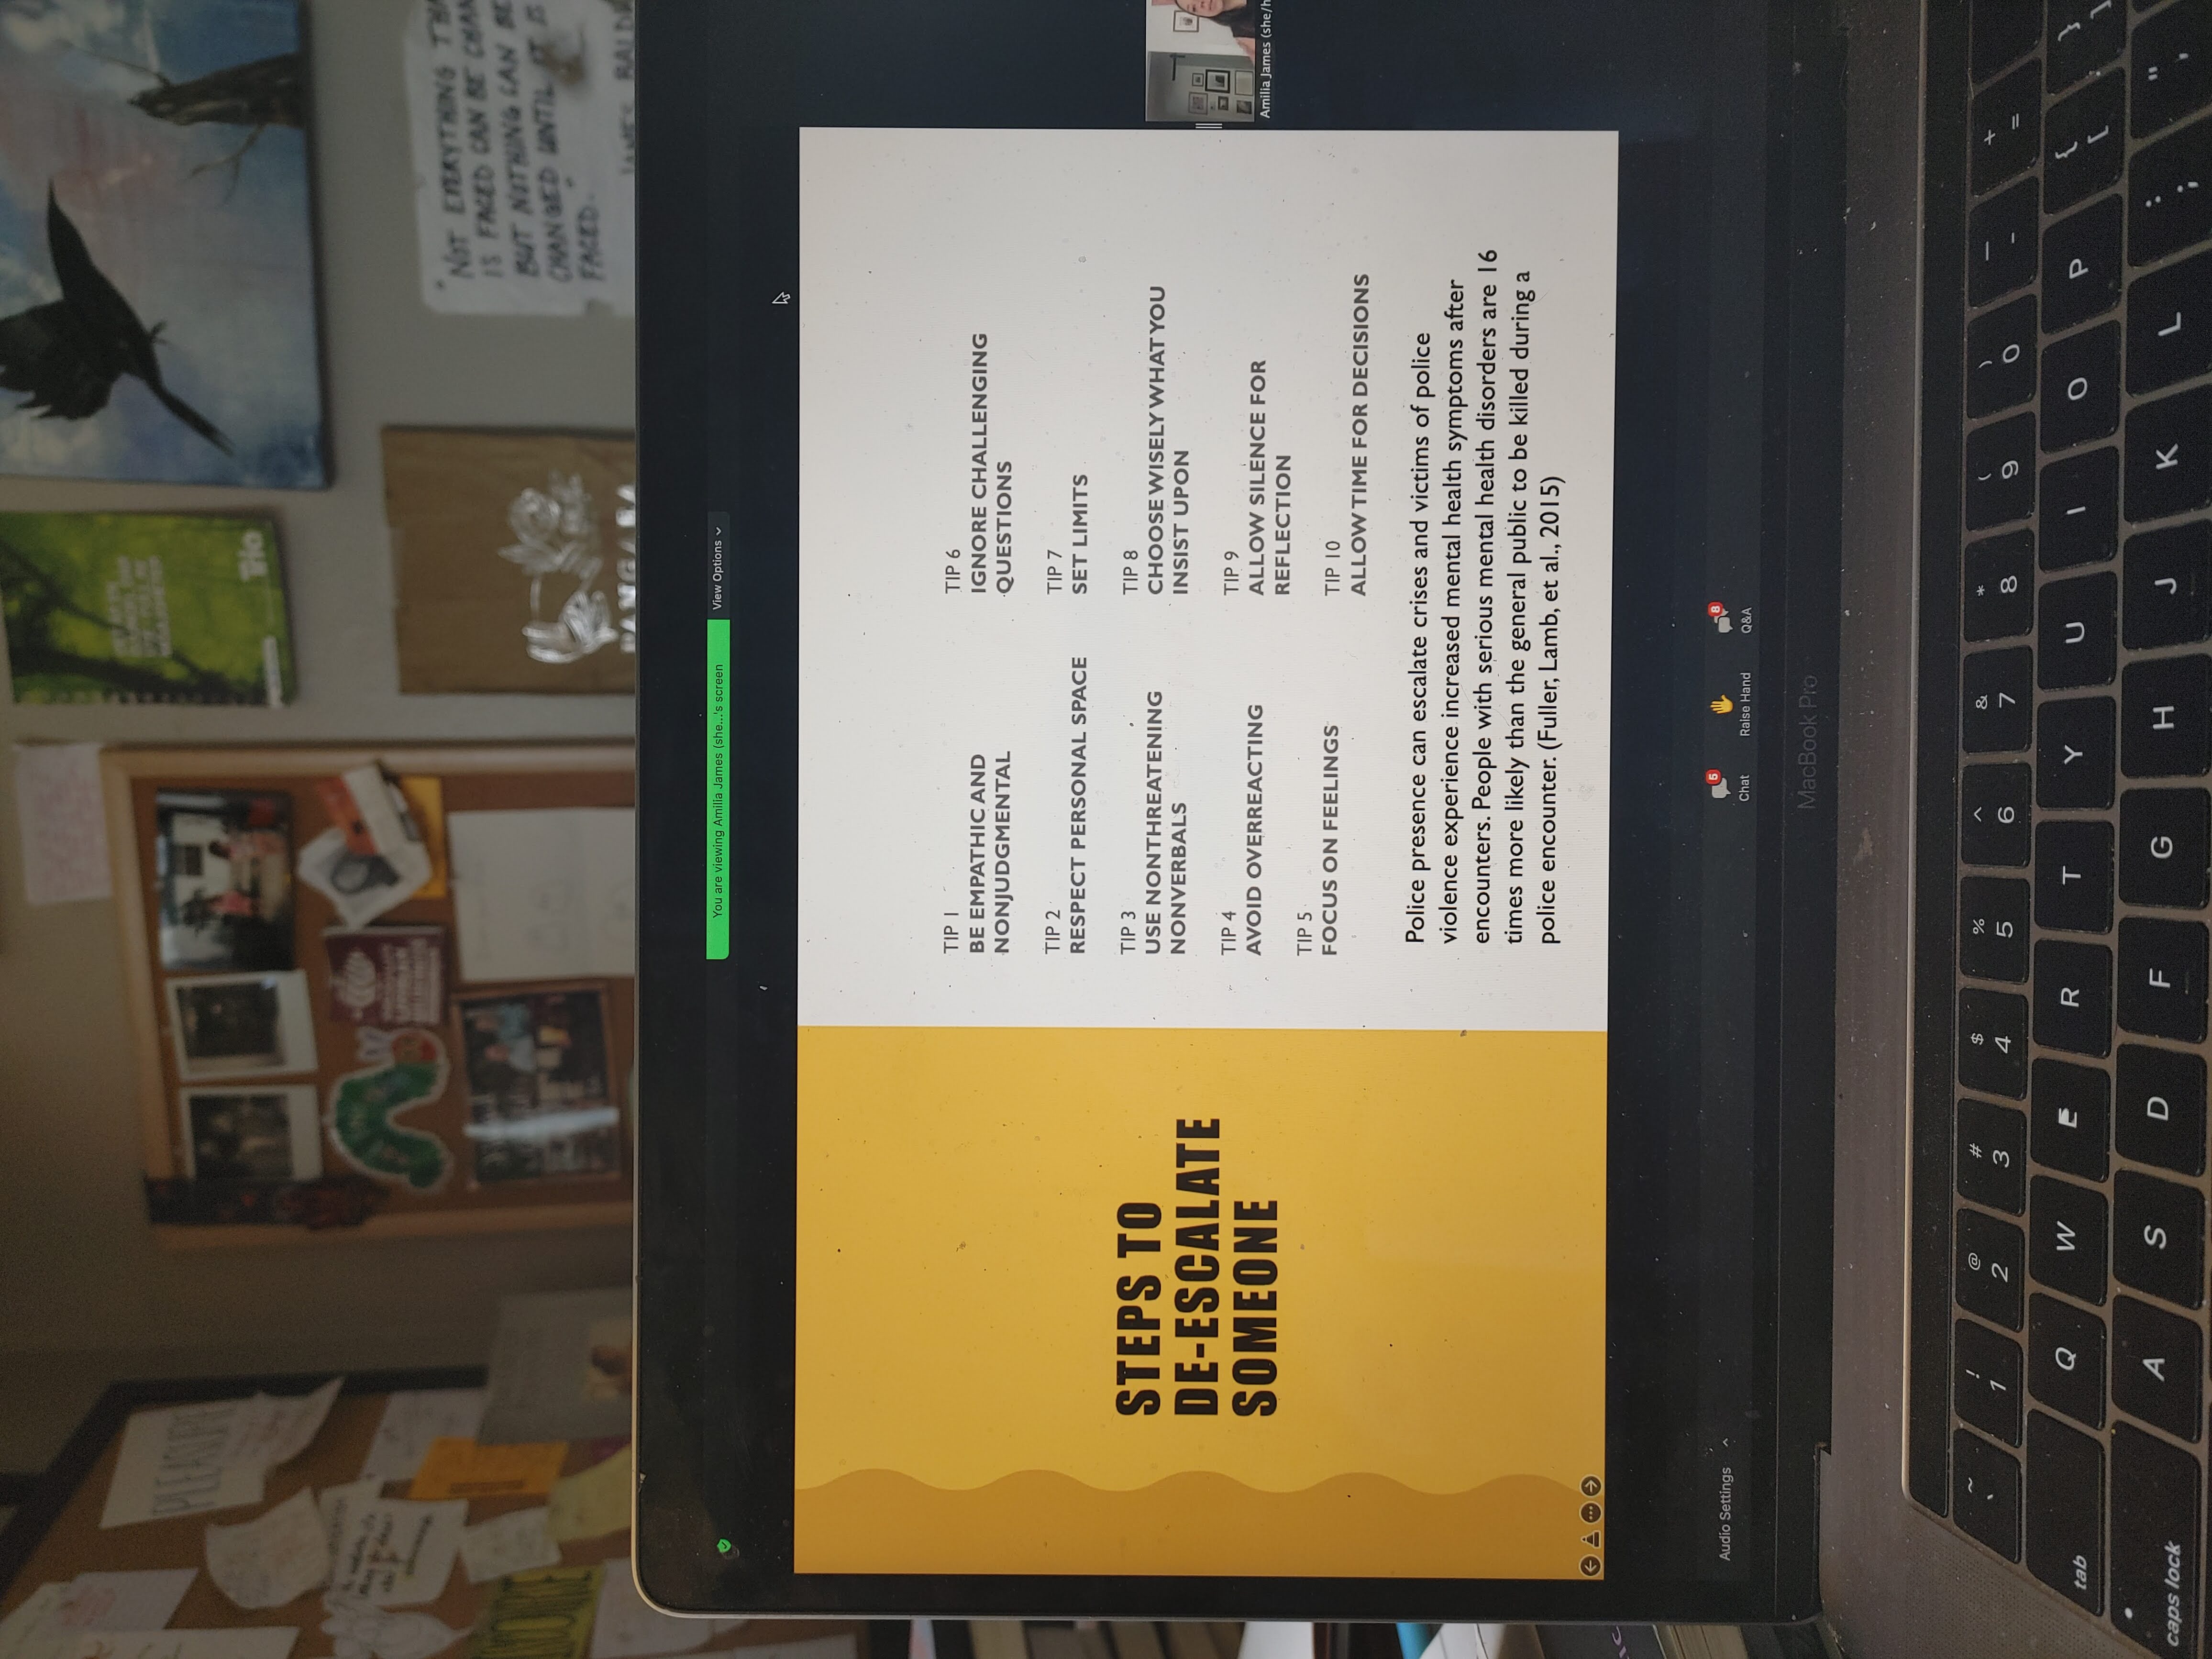 PLEASURE
Trio
"NOT EVERYTHING THA
IS FACED CAN BE CHAN
BUT NOTHING CAN BE
CHANGED UNTIL IT IS
FACED."
JAMES BALDW
You are viewing Amilia James (she...'s screen
View Options
STEPS TO
DE-ESCALATE
SOMEONE
TIP 1
BE EMPATHIC AND
NONJUDGMENTAL
TIP 2
RESPECT PERSONAL SPACE
TIP 3
USE NONTHREATENING
NONVERBALS
TIP 4
AVOID OVERREACTING
TIP 5
FOCUS ON FEELINGS
TIP 6
IGNORE CHALLENGING
QUESTIONS
TIP 7
SET LIMITS
TIP 8
CHOOSE WISELY WHAT YOU
INSIST UPON
TIP 9
ALLOW SILENCE FOR
REFLECTION
TIP 10
ALLOW TIME FOR DECISIONS
Police presence can escalate crises and victims of police
violence experience increased mental health symptoms after
encounters. People with serious mental health disorders are 16
times more likely than the general public to be killed during a
police encounter. (Fuller, Lamb, et al., 2015)
Amilia James (she/h
Audio Settings
5
8
Chat
Raise Hand
Q&A
MacBook Pro
~ ! @ # $ % ^ & * ( ) — +
` 1 2 3 4 5 6 7 8 9 0 - =
tab Q W E R T Y U I O P { }
[ ]
caps lock A S D F G H J K L : "
; '